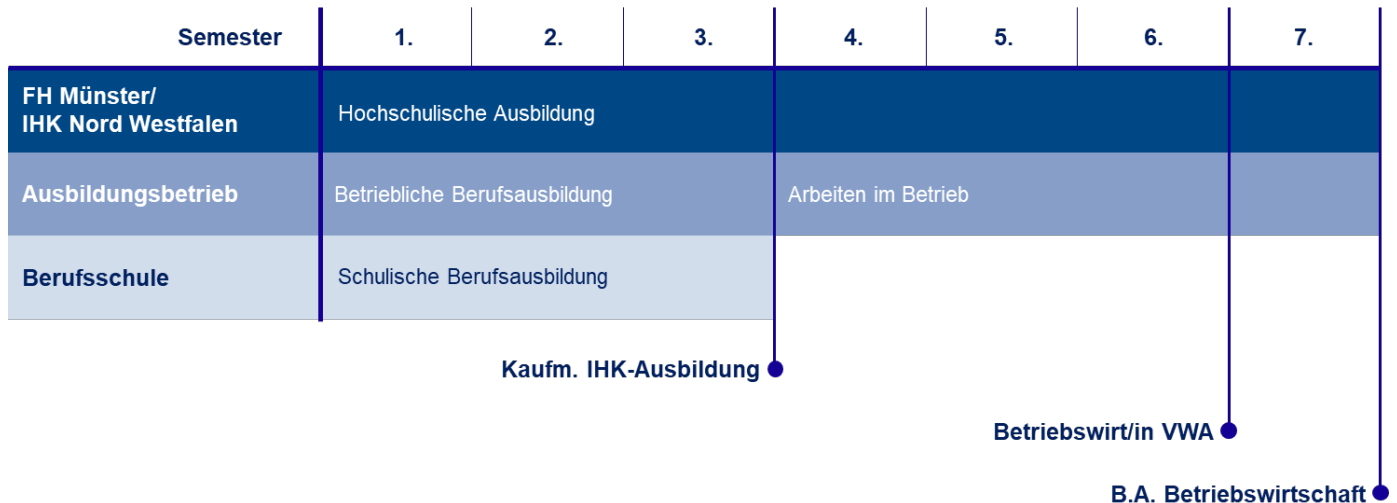 Semester 1. 2. 3. 4. 5. 6. 7.
FH Münster/
IHK Nord Westfalen
Hochschulische Ausbildung
Ausbildungsbetrieb Betriebliche Berufsausbildung Arbeiten im Betrieb
Berufsschule Schulische Berufsausbildung
Kaufm. IHK-Ausbildung
Betriebswirt/in VWA
B.A. Betriebswirtschaft